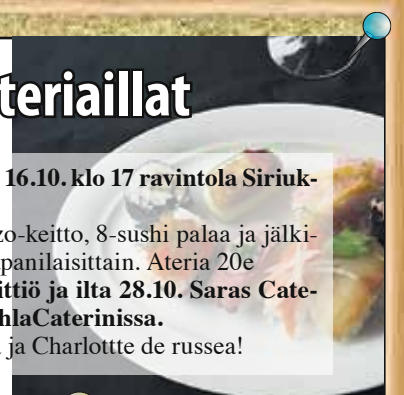 teriaillat
16.10. klo 17 ravintola Siriuk-
zo-keitto, 8-sushi palaa ja jälki-
panilaisittain. Ateria 20e
ittiö ja ilta 28.10. Saras Cate-
hlaCaterinissa.
ja Charlottte de russea!